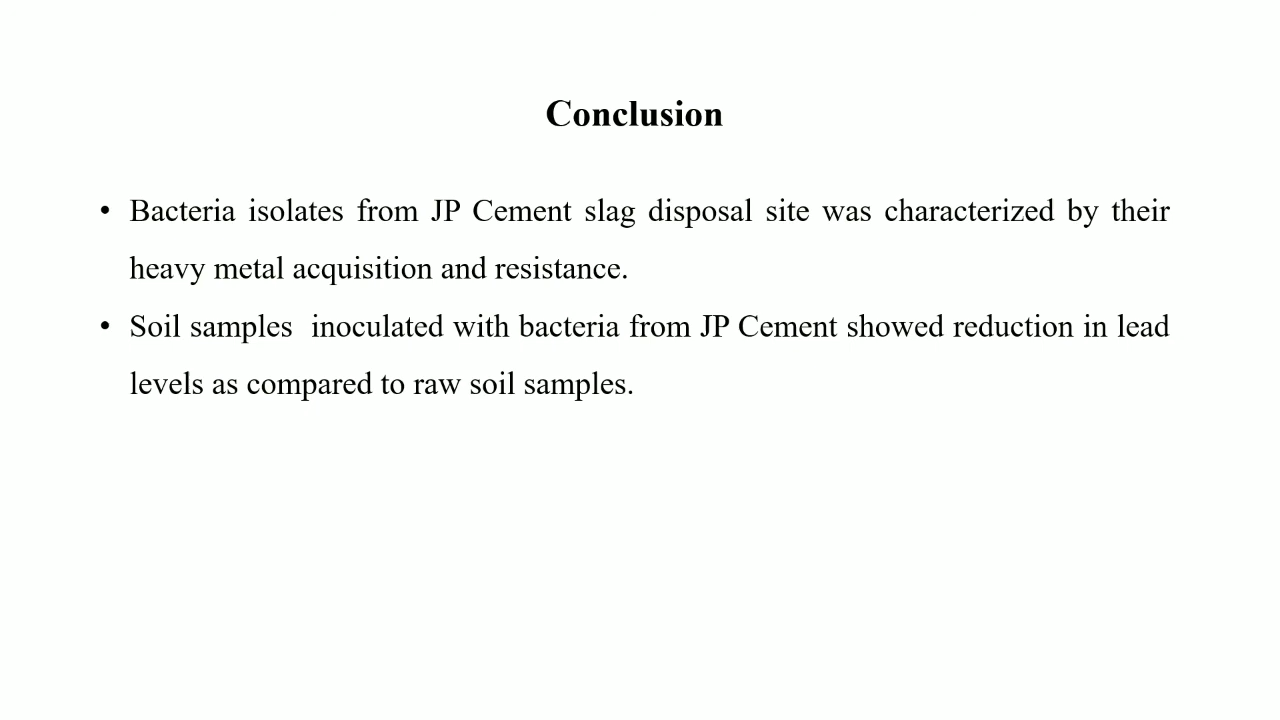 Conclusion
• Bacteria isolates from JP Cement slag disposal site was characterized by their
heavy metal acquisition and resistance.
• Soil samples  inoculated with bacteria from JP Cement showed reduction in lead
levels as compared to raw soil samples.